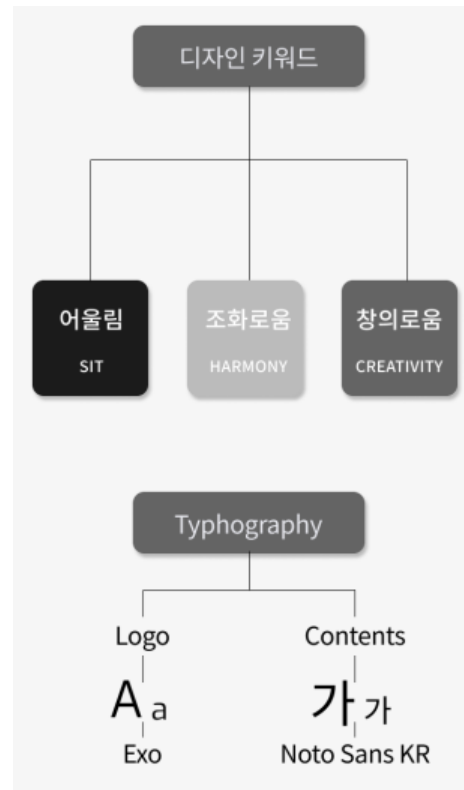 디자인 키워드
어울림
SIT
조화로움
HARMONY
창의로움
CREATIVITY
Typhography
Logo
A a
Exo
Contents
가 가
Noto Sans KR